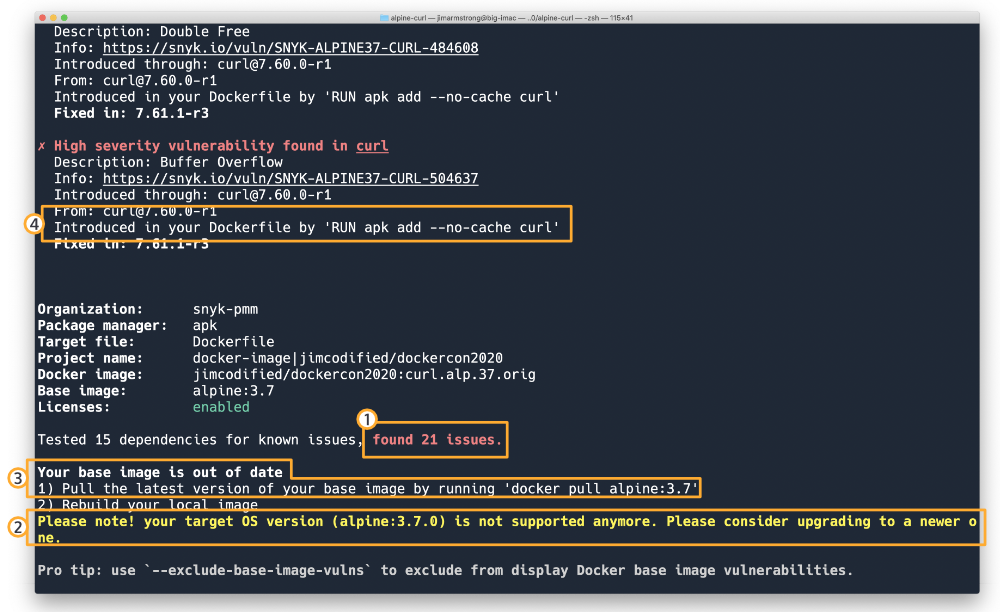 alpine-curl — jimarmstrong@big-imac — ..0/alpine-curl — -zsh — 115×41
Description: Double Free
Info: https://snyk.io/vuln/SNYK-ALPINE37-CURL-484608
Introduced through: curl@7.60.0-r1
From: curl@7.60.0-r1
Introduced in your Dockerfile by 'RUN apk add --no-cache curl'
Fixed in: 7.61.1-r3
✗ High severity vulnerability found in curl
Description: Buffer Overflow
Info: https://snyk.io/vuln/SNYK-ALPINE37-CURL-504637
Introduced through: curl@7.60.0-r1
From: curl@7.60.0-r1
4 Introduced in your Dockerfile by 'RUN apk add --no-cache curl'
Fixed in: 7.61.1-r3
Organization: snyk-pmm
Package manager: apk
Target file: Dockerfile
Project name: docker-image|jimcodified/dockercon2020
Docker image: jimcodified/dockercon2020:curl.alp.37.orig
Base image: alpine:3.7
Licenses: enabled
1
Tested 15 dependencies for known issues, found 21 issues.
3 Your base image is out of date
1) Pull the latest version of your base image by running 'docker pull alpine:3.7'
2) Rebuild your local image
2 Please note! your target OS version (alpine:3.7.0) is not supported anymore. Please consider upgrading to a newer o
ne.
Pro tip: use `--exclude-base-image-vulns` to exclude from display Docker base image vulnerabilities.